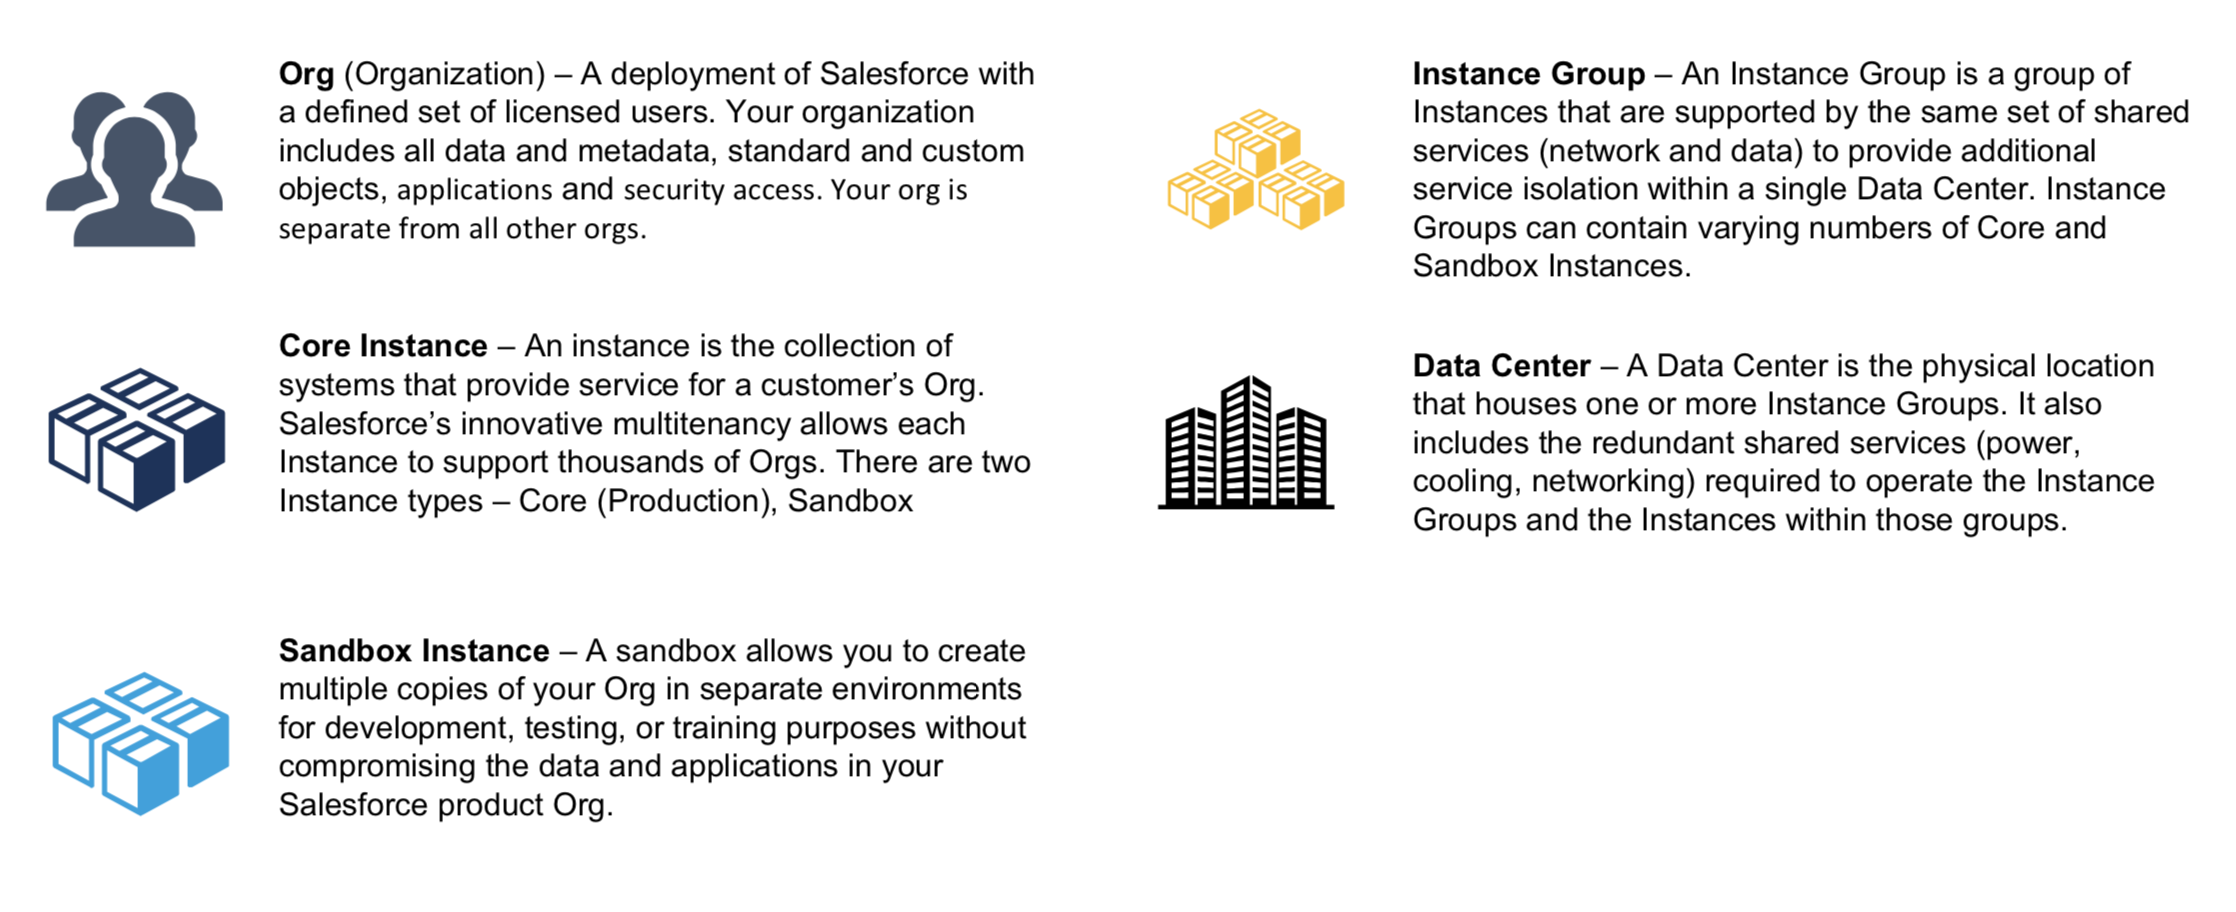 Org (Organization) – A deployment of Salesforce with
a defined set of licensed users. Your organization
includes all data and metadata, standard and custom
objects, applications and security access. Your org is
separate from all other orgs.
Core Instance – An instance is the collection of
systems that provide service for a customer’s Org.
Salesforce’s innovative multitenancy allows each
Instance to support thousands of Orgs. There are two
Instance types – Core (Production), Sandbox
Sandbox Instance – A sandbox allows you to create
multiple copies of your Org in separate environments
for development, testing, or training purposes without
compromising the data and applications in your
Salesforce product Org.
Instance Group – An Instance Group is a group of
Instances that are supported by the same set of shared
services (network and data) to provide additional
service isolation within a single Data Center. Instance
Groups can contain varying numbers of Core and
Sandbox Instances.
Data Center – A Data Center is the physical location
that houses one or more Instance Groups. It also
includes the redundant shared services (power,
cooling, networking) required to operate the Instance
Groups and the Instances within those groups.